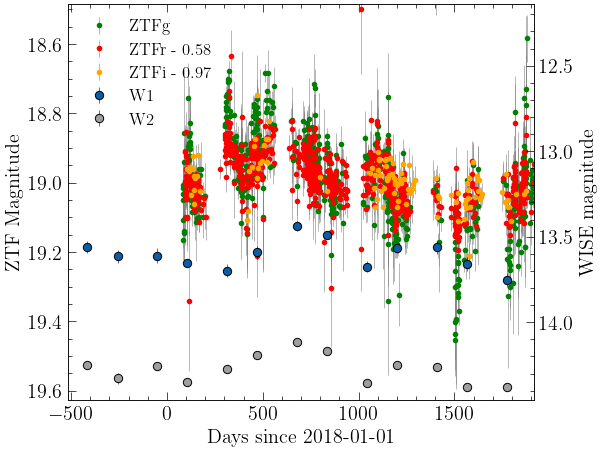 ZTFg
ZTFr - 0.58
ZTFi - 0.97
W1
W2
18.6
18.8
19.0
19.2
19.4
19.6
ZTF Magnitude
12.5
13.0
13.5
14.0
WISE magnitude
−500
0
500
1000
1500
Days since 2018-01-01